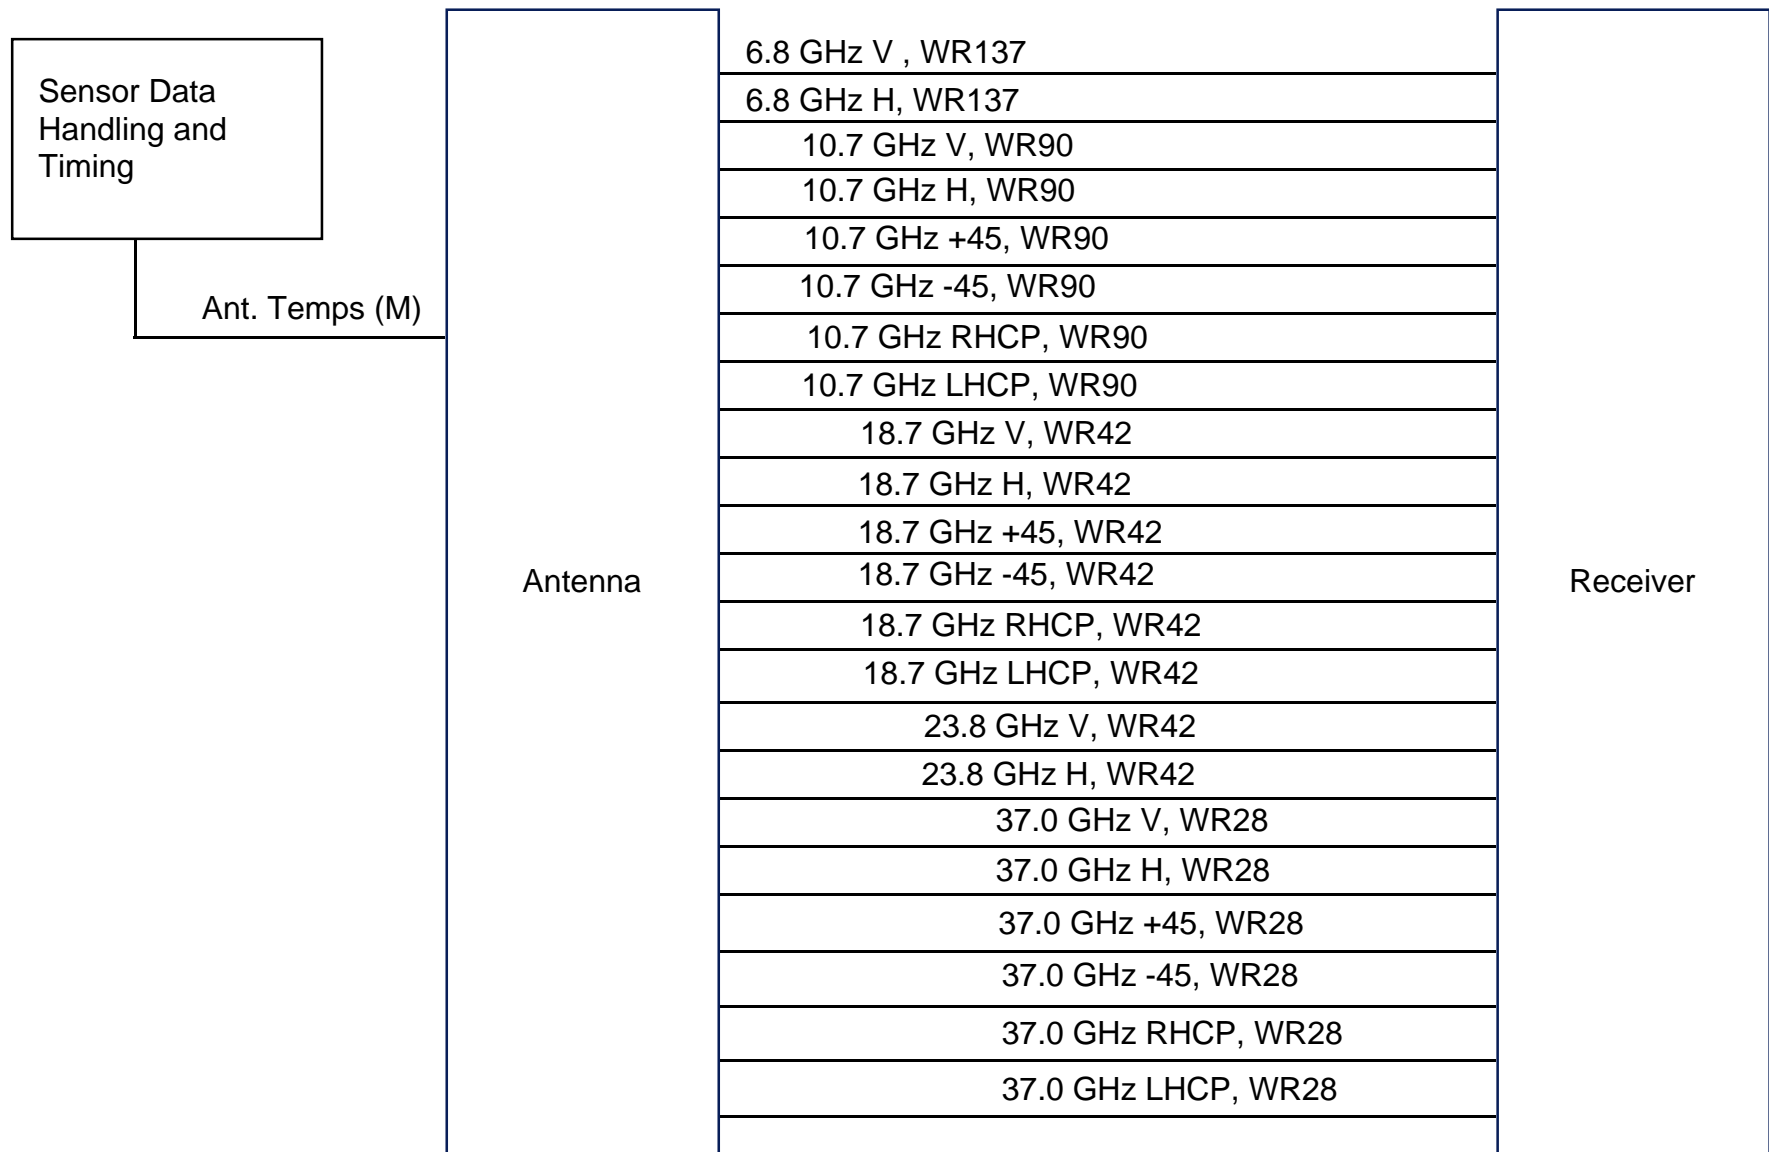 Sensor Data
Handling and
Timing
Ant. Temps (M)
Antenna
6.8 GHz V , WR137
6.8 GHz H, WR137
10.7 GHz V, WR90
10.7 GHz H, WR90
10.7 GHz +45, WR90
10.7 GHz -45, WR90
10.7 GHz RHCP, WR90
10.7 GHz LHCP, WR90
18.7 GHz V, WR42
18.7 GHz H, WR42
18.7 GHz +45, WR42
18.7 GHz -45, WR42
18.7 GHz RHCP, WR42
18.7 GHz LHCP, WR42
23.8 GHz V, WR42
23.8 GHz H, WR42
37.0 GHz V, WR28
37.0 GHz H, WR28
37.0 GHz +45, WR28
37.0 GHz -45, WR28
37.0 GHz RHCP, WR28
37.0 GHz LHCP, WR28
Receiver